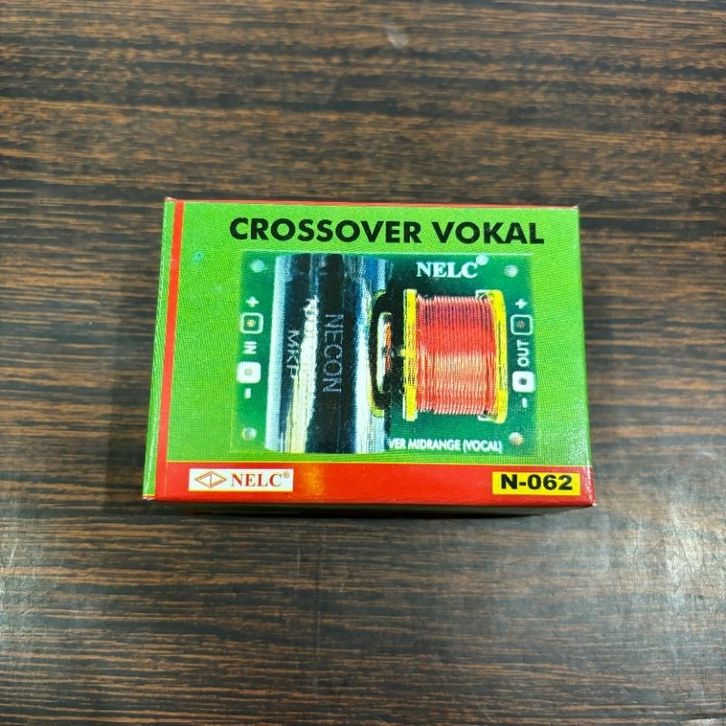 CROSSOVER VOKAL
NELC®
+
+
IN
NECON
MKP
OUT
-
-
VER MIDRANGE (VOCAL)
NELC®
N-062